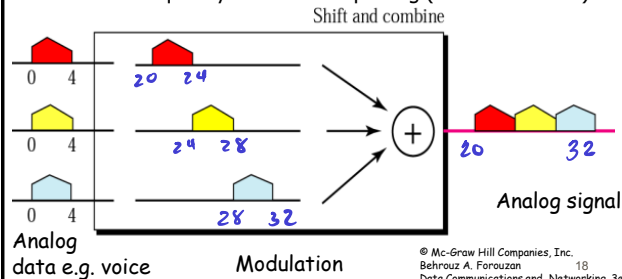 Shift and combine
0 4 20 24
0 4 24 28
+
20 32
0 4 28 32
Analog signal
Analog
data e.g. voice
Modulation
© Mc-Graw Hill Companies, Inc.
Behrouz A. Forouzan 18